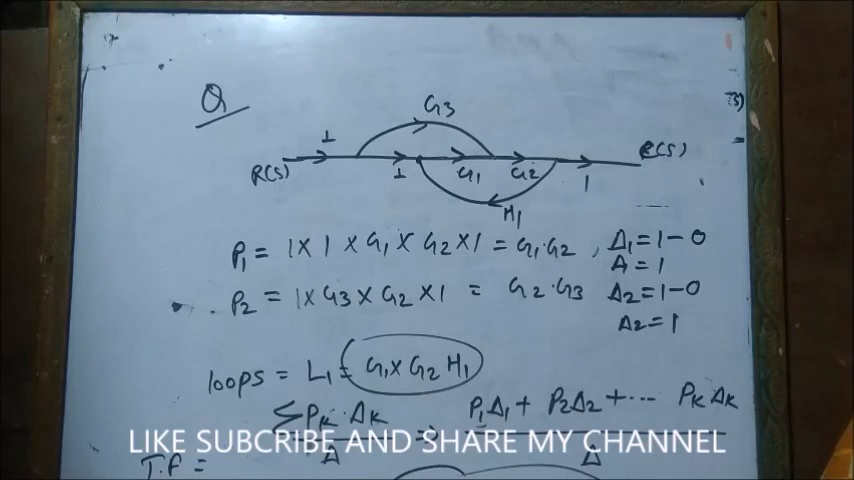 Q
G3
1
R(S)
1
G1
G2
1
H1
P1 = 1 × 1 × G1 × G2 × 1 = G1·G2 , Δ1 = 1 - 0
Δ = 1
P2 = 1 × G3 × G2 × 1 = G2·G3 Δ2 = 1 - 0
Δ2 = 1
loops = L1 = G1 × G2 H1
T.F = ΣPK·ΔK / Δ ⇒ P1Δ1 + P2Δ2 + ... PKΔK / Δ
LIKE SUBCRIBE AND SHARE MY CHANNEL